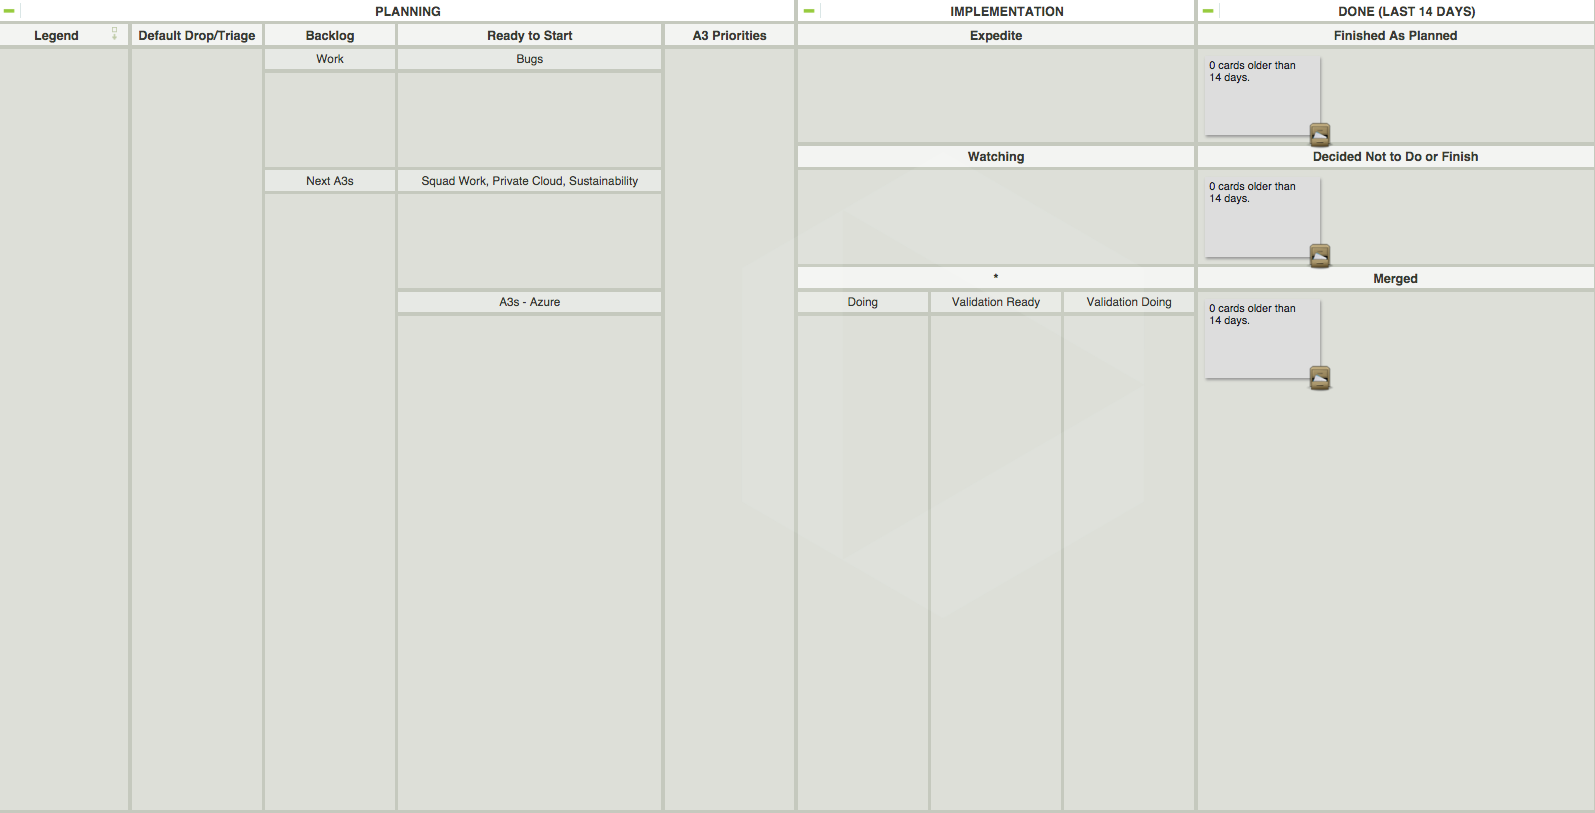 PLANNING
IMPLEMENTATION
DONE (LAST 14 DAYS)
Legend
Default Drop/Triage
Backlog
Ready to Start
A3 Priorities
Expedite
Finished As Planned
Work
Bugs
0 cards older than
14 days.
Watching
Decided Not to Do or Finish
Next A3s
Squad Work, Private Cloud, Sustainability
0 cards older than
14 days.
*
Merged
A3s - Azure
Doing
Validation Ready
Validation Doing
0 cards older than
14 days.